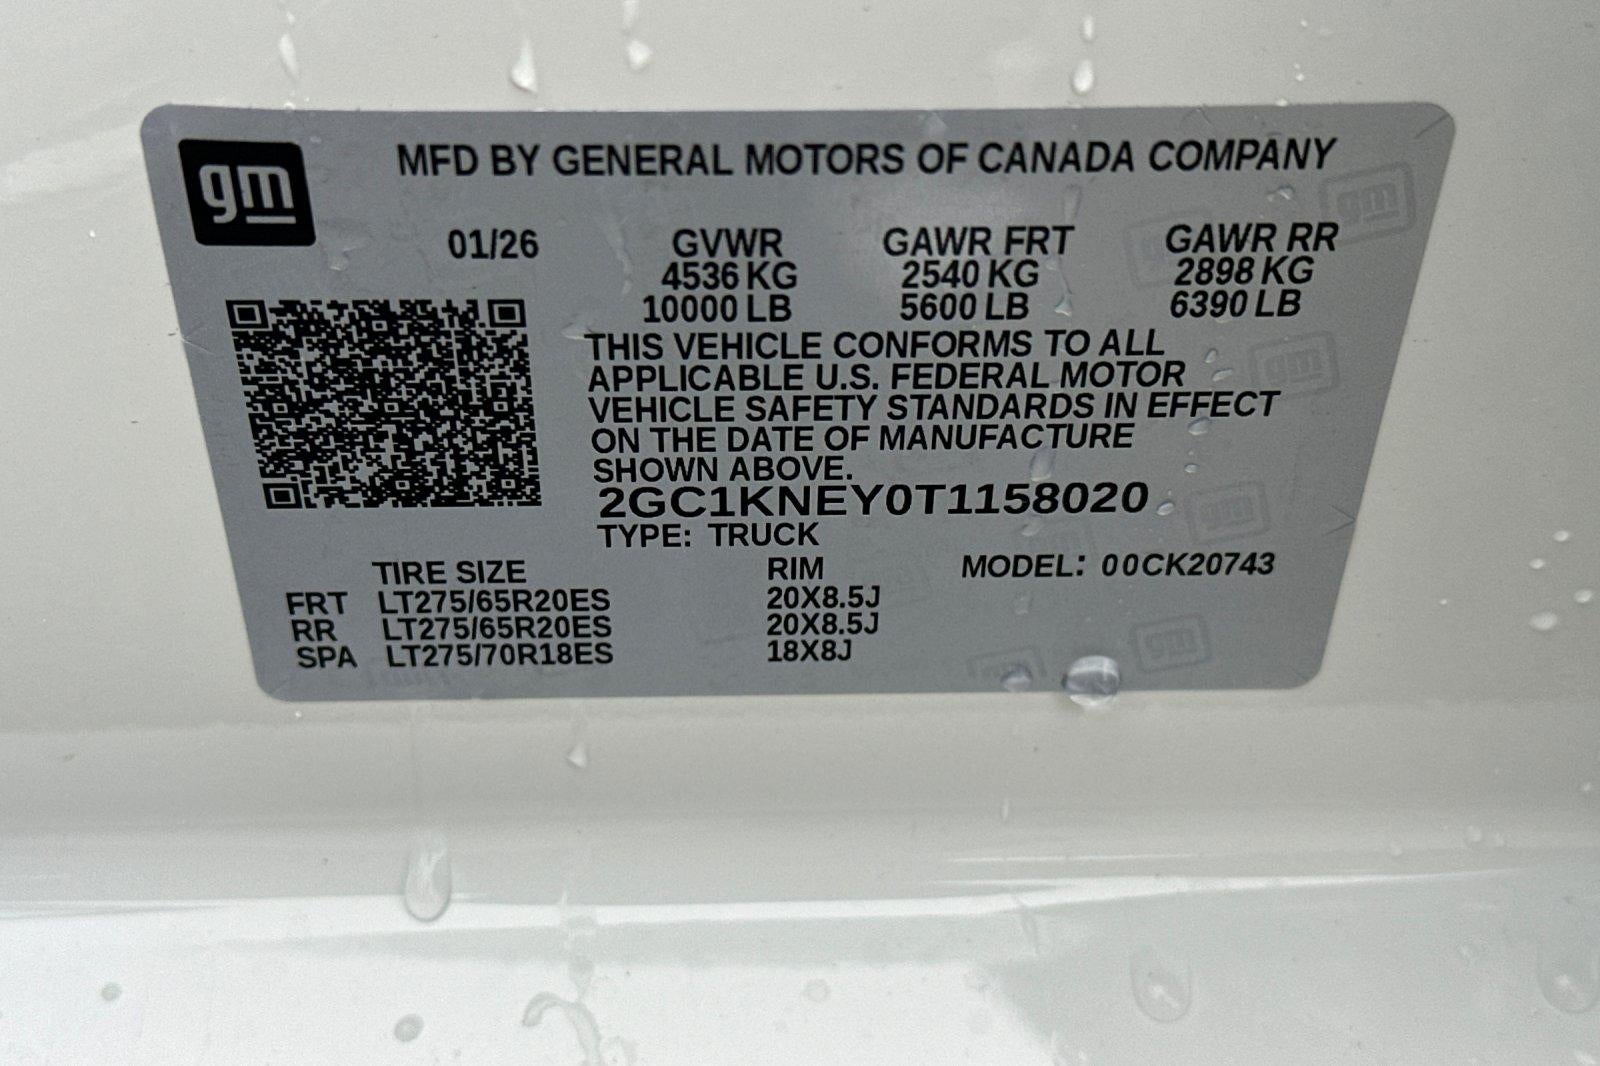 gm
MFD BY GENERAL MOTORS OF CANADA COMPANY
01/26 GVWR GAWR FRT GAWR RR
4536 KG 2540 KG 2898 KG
10000 LB 5600 LB 6390 LB
THIS VEHICLE CONFORMS TO ALL
APPLICABLE U.S. FEDERAL MOTOR
VEHICLE SAFETY STANDARDS IN EFFECT
ON THE DATE OF MANUFACTURE
SHOWN ABOVE.
2GC1KNEY0T1158020
TYPE: TRUCK
TIRE SIZE RIM MODEL: 00CK20743
FRT LT275/65R20ES 20X8.5J
RR LT275/65R20ES 20X8.5J
SPA LT275/70R18ES 18X8J